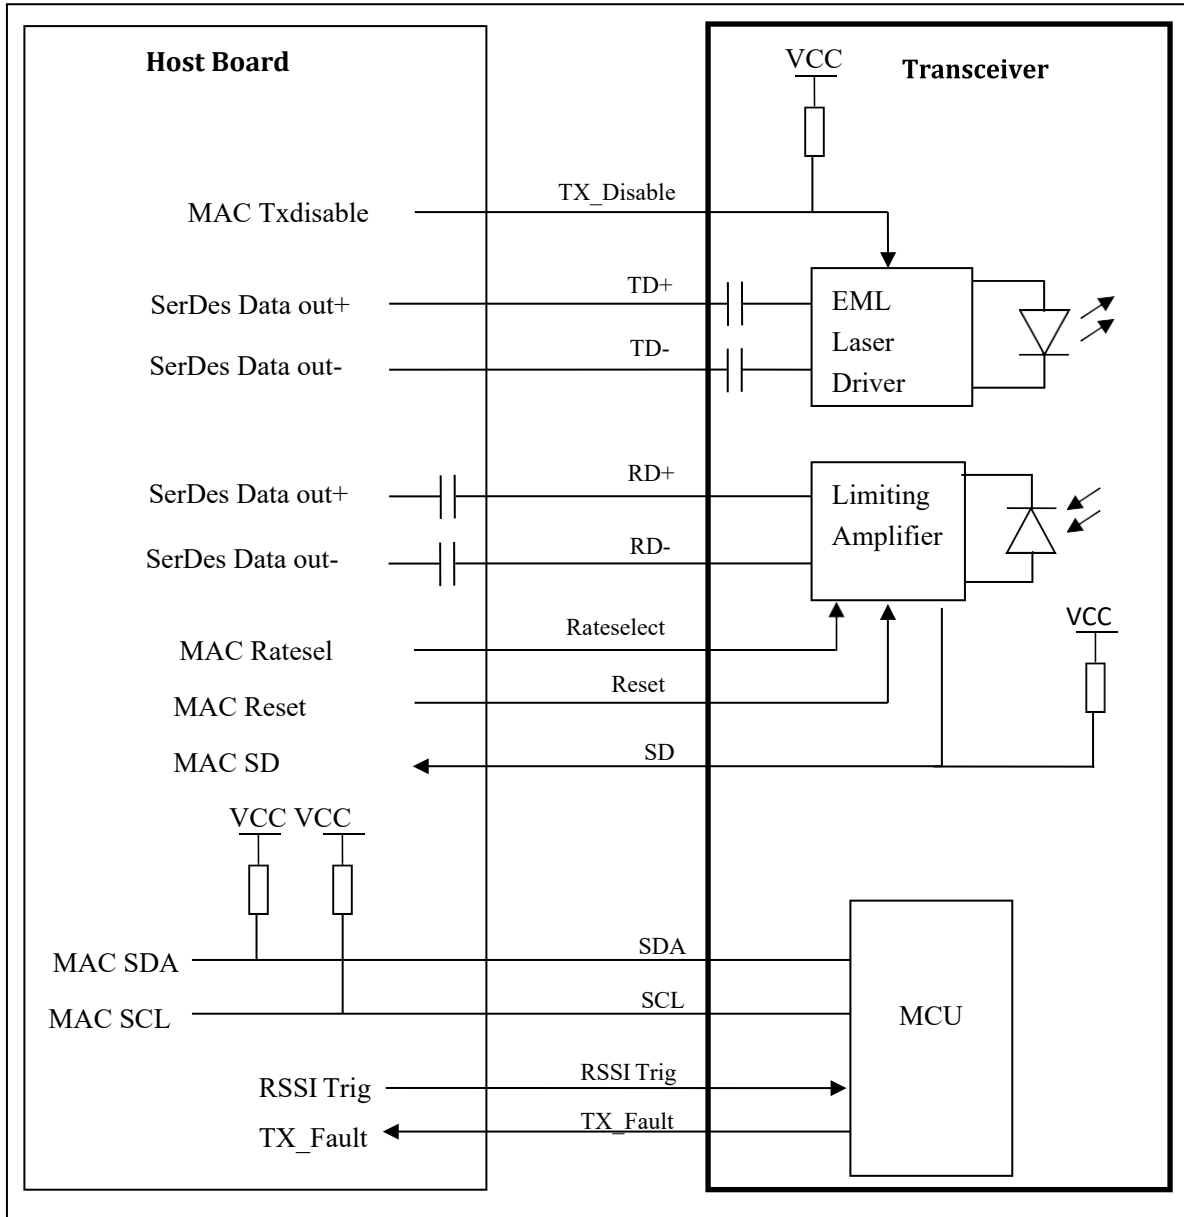 Host Board
VCC
Transceiver
TX_Disable
MAC Txdisable
TD+
SerDes Data out+
EML
Laser
Driver
TD-
SerDes Data out-
RD+
SerDes Data out+
Limiting
Amplifier
RD-
SerDes Data out-
Rateselect
VCC
MAC Ratesel
Reset
MAC Reset
SD
MAC SD
VCC VCC
SDA
MAC SDA
SCL
MAC SCL
MCU
RSSI Trig
RSSI Trig
TX_Fault
TX_Fault